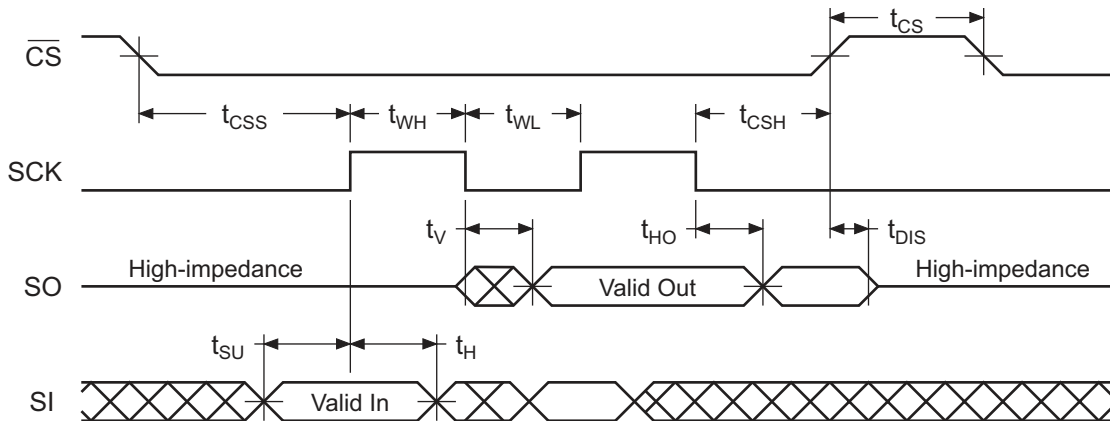 t_CS
C̅S̅
t_CSS t_WH t_WL t_CSH
SCK
t_V t_HO t_DIS
High-impedance High-impedance
SO Valid Out
t_SU t_H
SI Valid In